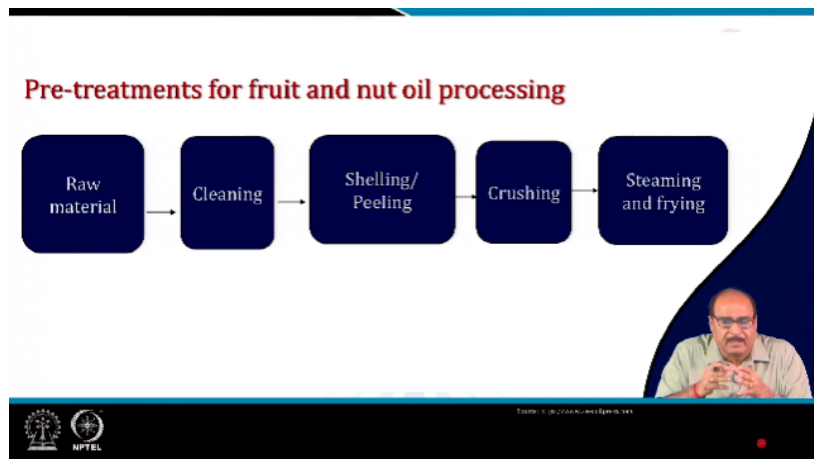 Pre-treatments for fruit and nut oil processing
Raw
material
Cleaning
Shelling/
Peeling
Crushing
Steaming
and frying
NPTEL